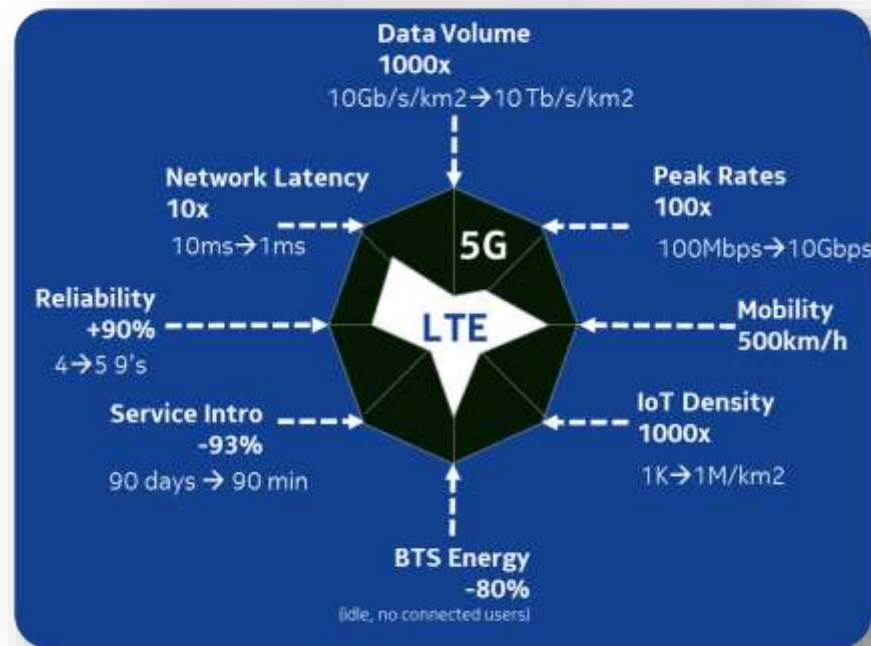 Data Volume
1000x
10Gb/s/km2→10 Tb/s/km2
Network Latency
10x
10ms→1ms
Peak Rates
100x
100Mbps→10Gbps
5G
Reliability
+90%
4→5 9's
LTE
Mobility
500km/h
Service Intro
-93%
90 days → 90 min
IoT Density
1000x
1K→1M/km2
BTS Energy
-80%
(idle, no connected users)